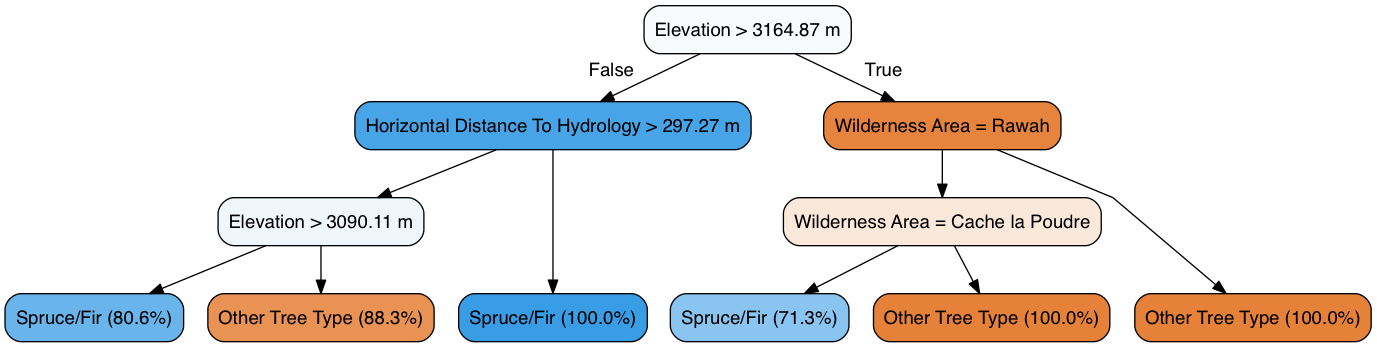 Elevation > 3164.87 m
False
True
Horizontal Distance To Hydrology > 297.27 m
Wilderness Area = Rawah
Elevation > 3090.11 m
Wilderness Area = Cache la Poudre
Spruce/Fir (80.6%)
Other Tree Type (88.3%)
Spruce/Fir (100.0%)
Spruce/Fir (71.3%)
Other Tree Type (100.0%)
Other Tree Type (100.0%)